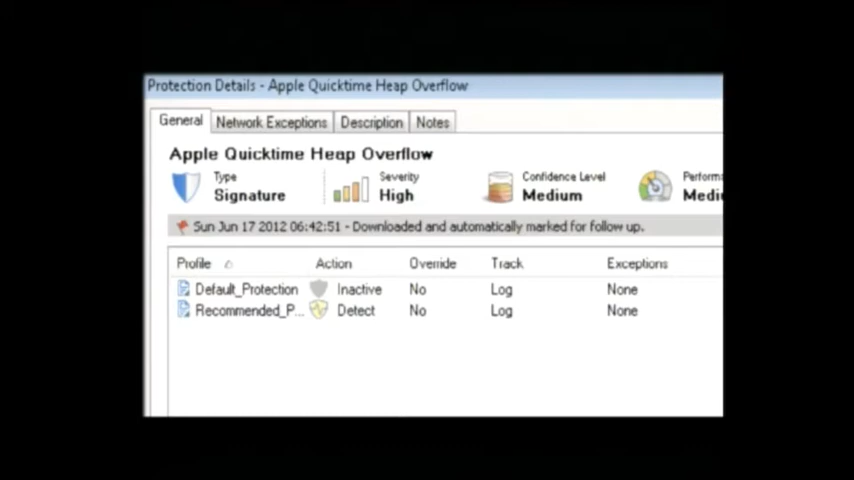 Protection Details - Apple Quicktime Heap Overflow
General Network Exceptions Description Notes
Apple Quicktime Heap Overflow
Type Severity Confidence Level
Signature High Medium
Sun Jun 17 2012 06:42:51 - Downloaded and automatically marked for follow up.
Profile Action Override Track Exceptions
Default_Protection Inactive No Log None
Recommended_P... Detect No Log None